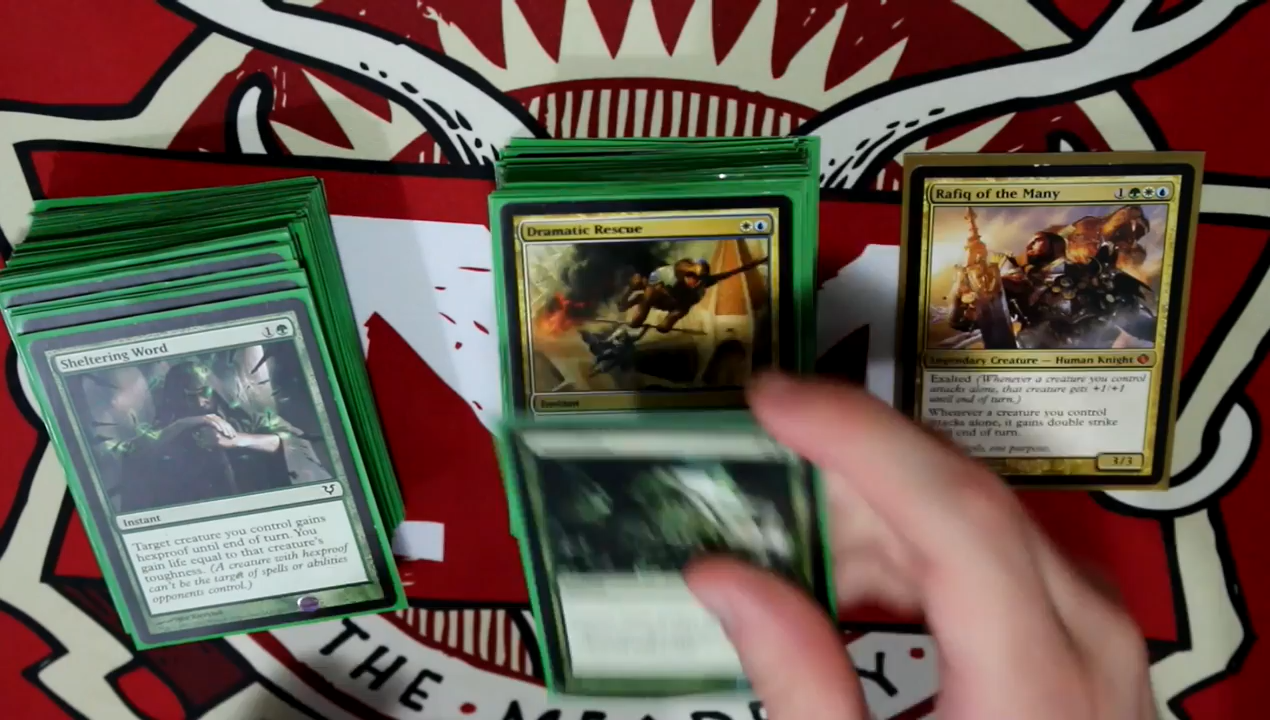 Sheltering Word
Instant
Target creature you control gains
hexproof until end of turn. You
gain life equal to that creature's
toughness. (A creature with hexproof
can't be the target of spells or abilities
opponents control.)
Dramatic Rescue
Instant
Rafiq of the Many
1
Legendary Creature — Human Knight
Exalted (Whenever a creature you control
attacks alone, that creature gets +1/+1
until end of turn.)
Whenever a creature you control
attacks alone, it gains double strike
end of turn.
one purpose.
3/3
1
THE